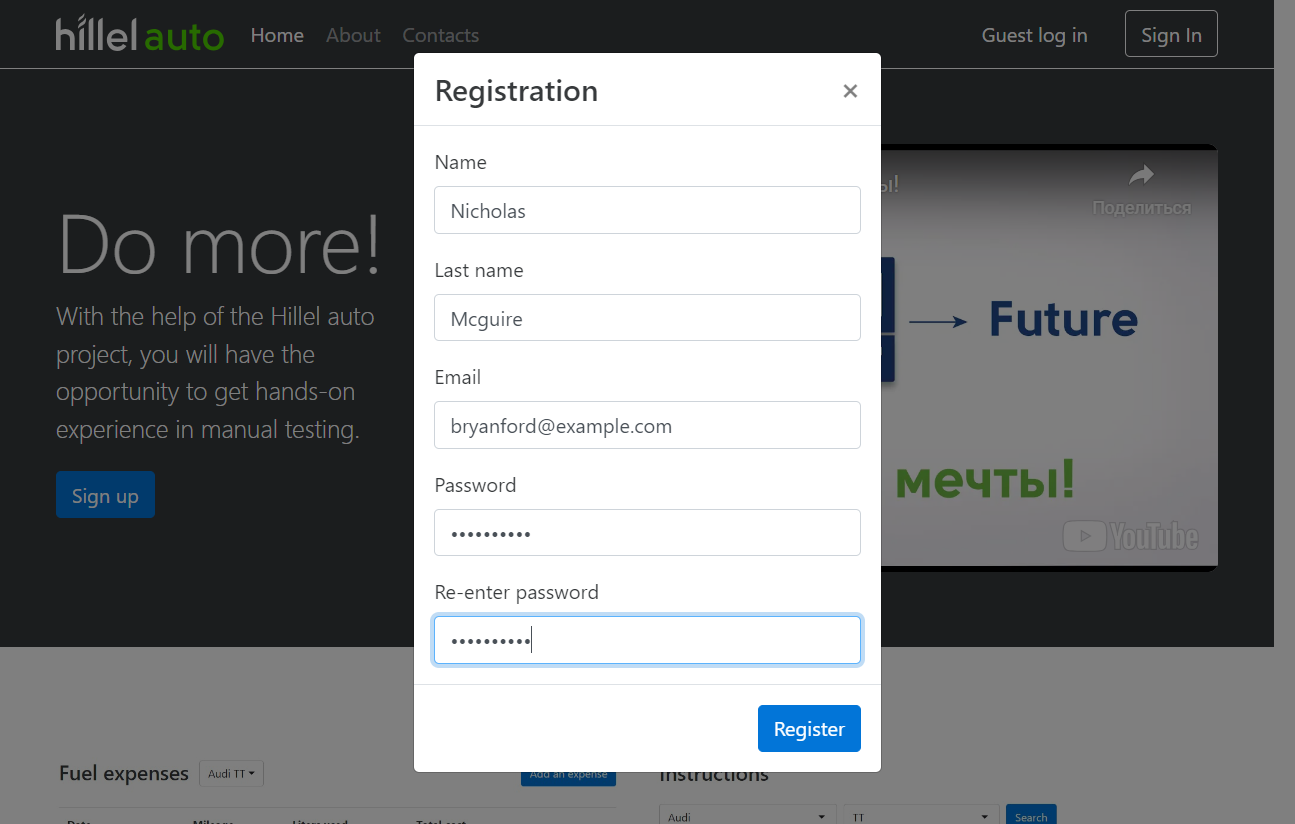 hillel auto Home About Contacts Guest log in Sign In
Registration ×
Name
Nicholas
Last name
Mcguire
Email
bryanford@example.com
Password
••••••••••
Re-enter password
••••••••••
Register
Do more!
With the help of the Hillel auto
project, you will have the
opportunity to get hands-on
experience in manual testing.
Sign up
Поделиться
Future
мечты!
YouTube
Fuel expenses Audi TT Add an expense
Instructions
Audi TT Search